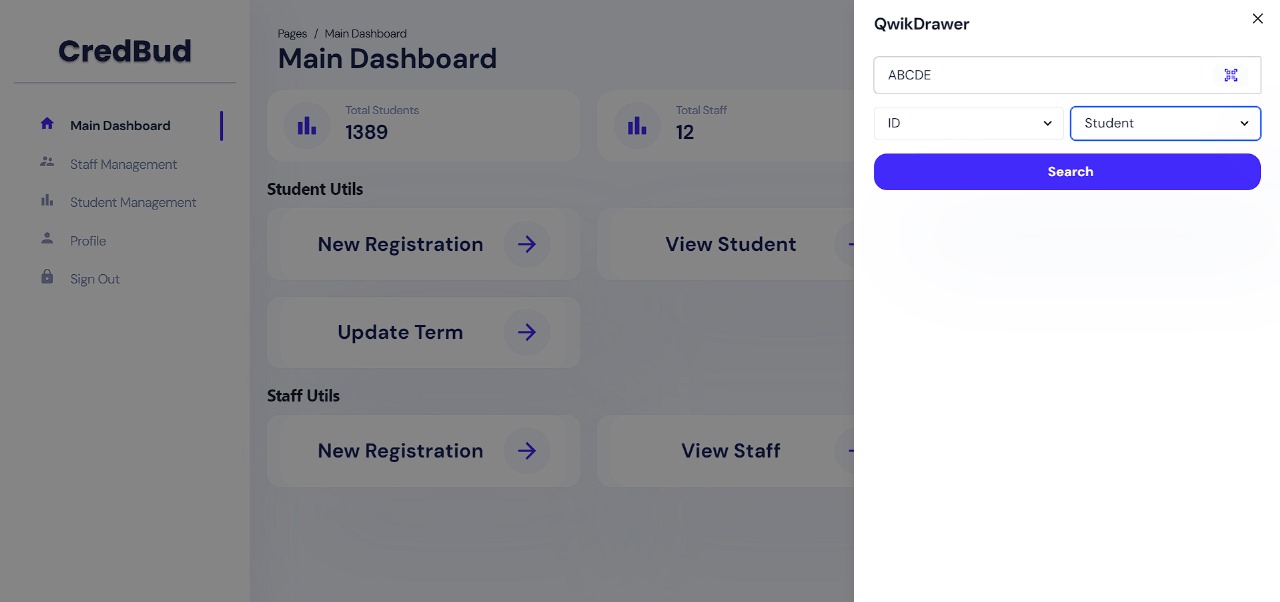 CredBud
Main Dashboard
Staff Management
Student Management
Profile
Sign Out
Pages / Main Dashboard
Main Dashboard
Total Students
1389
Total Staff
12
Student Utils
New Registration
View Student
Update Term
Staff Utils
New Registration
View Staff
QwikDrawer
ABCDE
ID
Student
Search